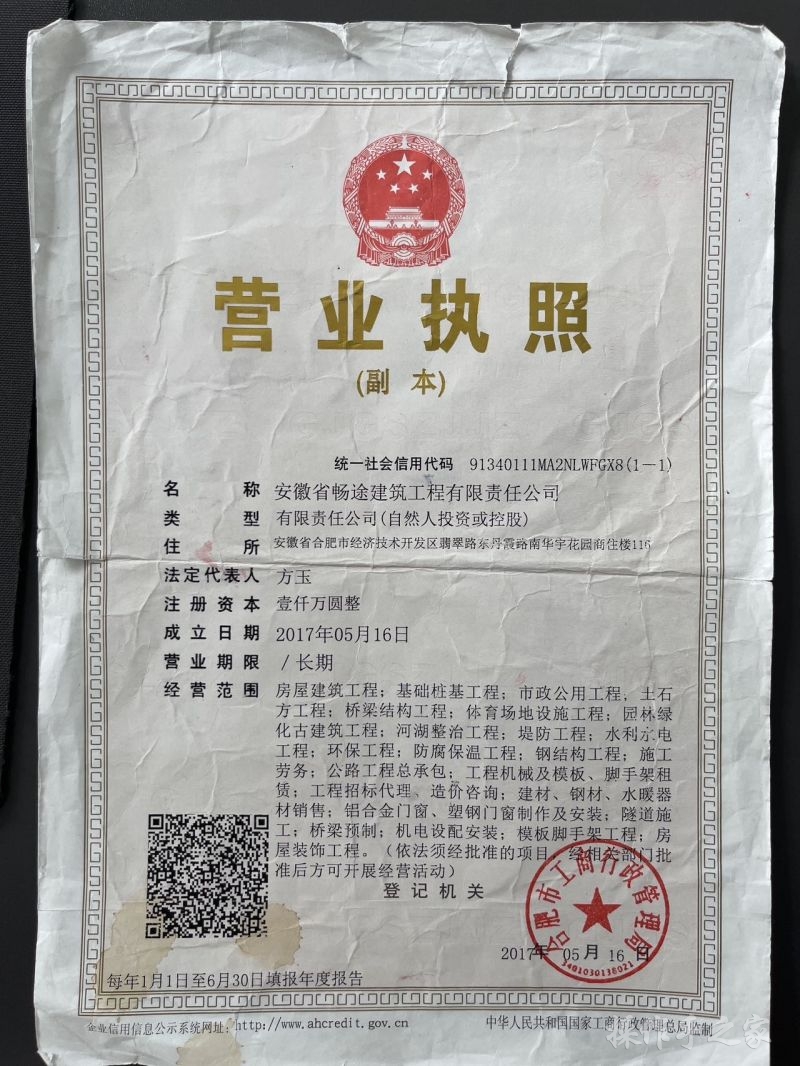 营业执照
(副 本)
统一社会信用代码 91340111MA2NLWFGX8(1-1)
名称 安徽省畅途建筑工程有限责任公司
类型 有限责任公司(自然人投资或控股)
住所 安徽省合肥市经济技术开发区翡翠路东丹霞路南华宇花园商住楼116
法定代表人 方玉
注册资本 壹仟万圆整
成立日期 2017年05月16日
营业期限 / 长期
经营范围 房屋建筑工程；基础桩基工程；市政公用工程，土石
方工程；桥梁结构工程；体育场地设施工程；园林绿
化古建筑工程；河湖整治工程；堤防工程；水利水电
工程；环保工程；防腐保温工程；钢结构工程；施工
劳务；公路工程总承包；工程机械及模板、脚手架租
赁；工程招标代理、造价咨询；建材、钢材、水暖器
材销售；铝合金门窗、塑钢门窗制作及安装；隧道施
工；桥梁预制；机电设配安装；模板脚手架工程；房
屋装饰工程。（依法须经批准的项目，经相关部门批
准后方可开展经营活动）
登记机关
合肥市工商行政管理局
3401030138021
2017年 05 月 16 日
每年1月1日至6月30日填报年度报告
企业信用信息公示系统网址：http://www.ahcredit.gov.cn
中华人民共和国国家工商行政管理总局监制